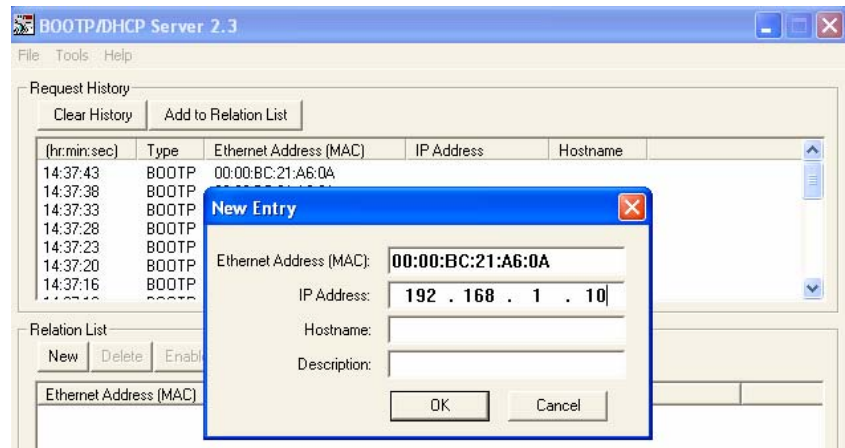 BOOTP/DHCP Server 2.3
File Tools Help
Request History
Clear History Add to Relation List
(hr:min:sec) Type Ethernet Address (MAC) IP Address Hostname
14:37:43 BOOTP 00:00:BC:21:A6:0A
14:37:38 BOOTP
14:37:33 BOOTP
14:37:28 BOOTP
14:37:23 BOOTP
14:37:20 BOOTP
14:37:16 BOOTP
New Entry
Ethernet Address (MAC): 00:00:BC:21:A6:0A
IP Address: 192 . 168 . 1 . 10
Hostname:
Description:
OK Cancel
Relation List
New Delete
Ethernet Address (MAC)